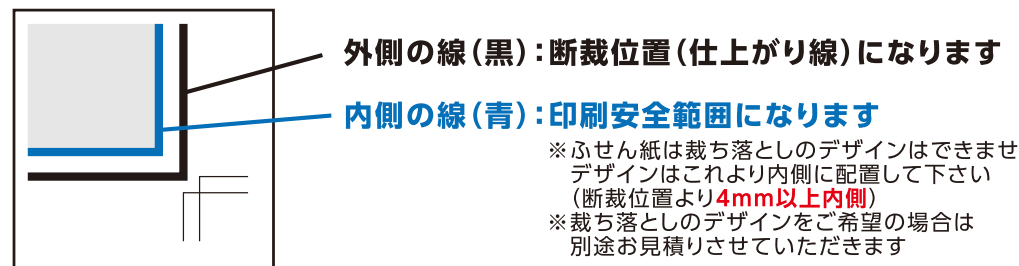 外側の線（黒）：断裁位置（仕上がり線）になります
内側の線（青）：印刷安全範囲になります
※ふせん紙は裁ち落としのデザインはできませ
デザインはこれより内側に配置して下さい
（断裁位置より4mm以上内側）
※裁ち落としのデザインをご希望の場合は
別途お見積りさせていただきます